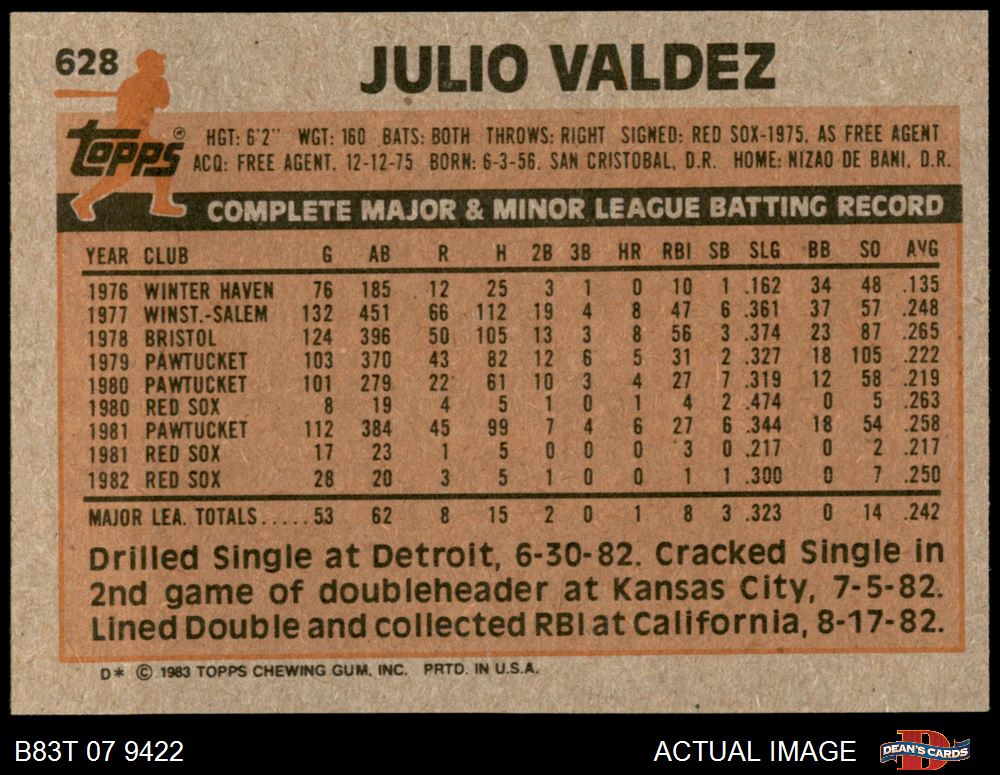 628
JULIO VALDEZ
Topps®
HGT: 6'2" WGT: 160 BATS: BOTH THROWS: RIGHT SIGNED: RED SOX-1975, AS FREE AGENT
ACQ: FREE AGENT, 12-12-75 BORN: 6-3-56, SAN CRISTOBAL, D.R. HOME: NIZAO DE BANI, D.R.
COMPLETE MAJOR & MINOR LEAGUE BATTING RECORD
YEAR CLUB G AB R H 2B 3B HR RBI SB SLG BB SO AVG
1976 WINTER HAVEN 76 185 12 25 3 1 0 10 1 .162 34 48 .135
1977 WINST.-SALEM 132 451 66 112 19 4 8 47 6 .361 37 57 .248
1978 BRISTOL 124 396 50 105 13 3 8 56 3 .374 23 87 .265
1979 PAWTUCKET 103 370 43 82 12 6 5 31 2 .327 18 105 .222
1980 PAWTUCKET 101 279 22 61 10 3 4 27 7 .319 12 58 .219
1980 RED SOX 8 19 4 5 1 0 1 4 2 .474 0 5 .263
1981 PAWTUCKET 112 384 45 99 7 4 6 27 6 .344 18 54 .258
1981 RED SOX 17 23 1 5 0 0 0 3 0 .217 0 2 .217
1982 RED SOX 28 20 3 5 1 0 0 1 1 .300 0 7 .250
MAJOR LEA. TOTALS.....53 62 8 15 2 0 1 8 3 .323 0 14 .242
Drilled Single at Detroit, 6-30-82. Cracked Single in
2nd game of doubleheader at Kansas City, 7-5-82.
Lined Double and collected RBI at California, 8-17-82.
D* © 1983 TOPPS CHEWING GUM, INC. PRTD. IN U.S.A.
B83T 07 9422 ACTUAL IMAGE DEAN'S CARDS